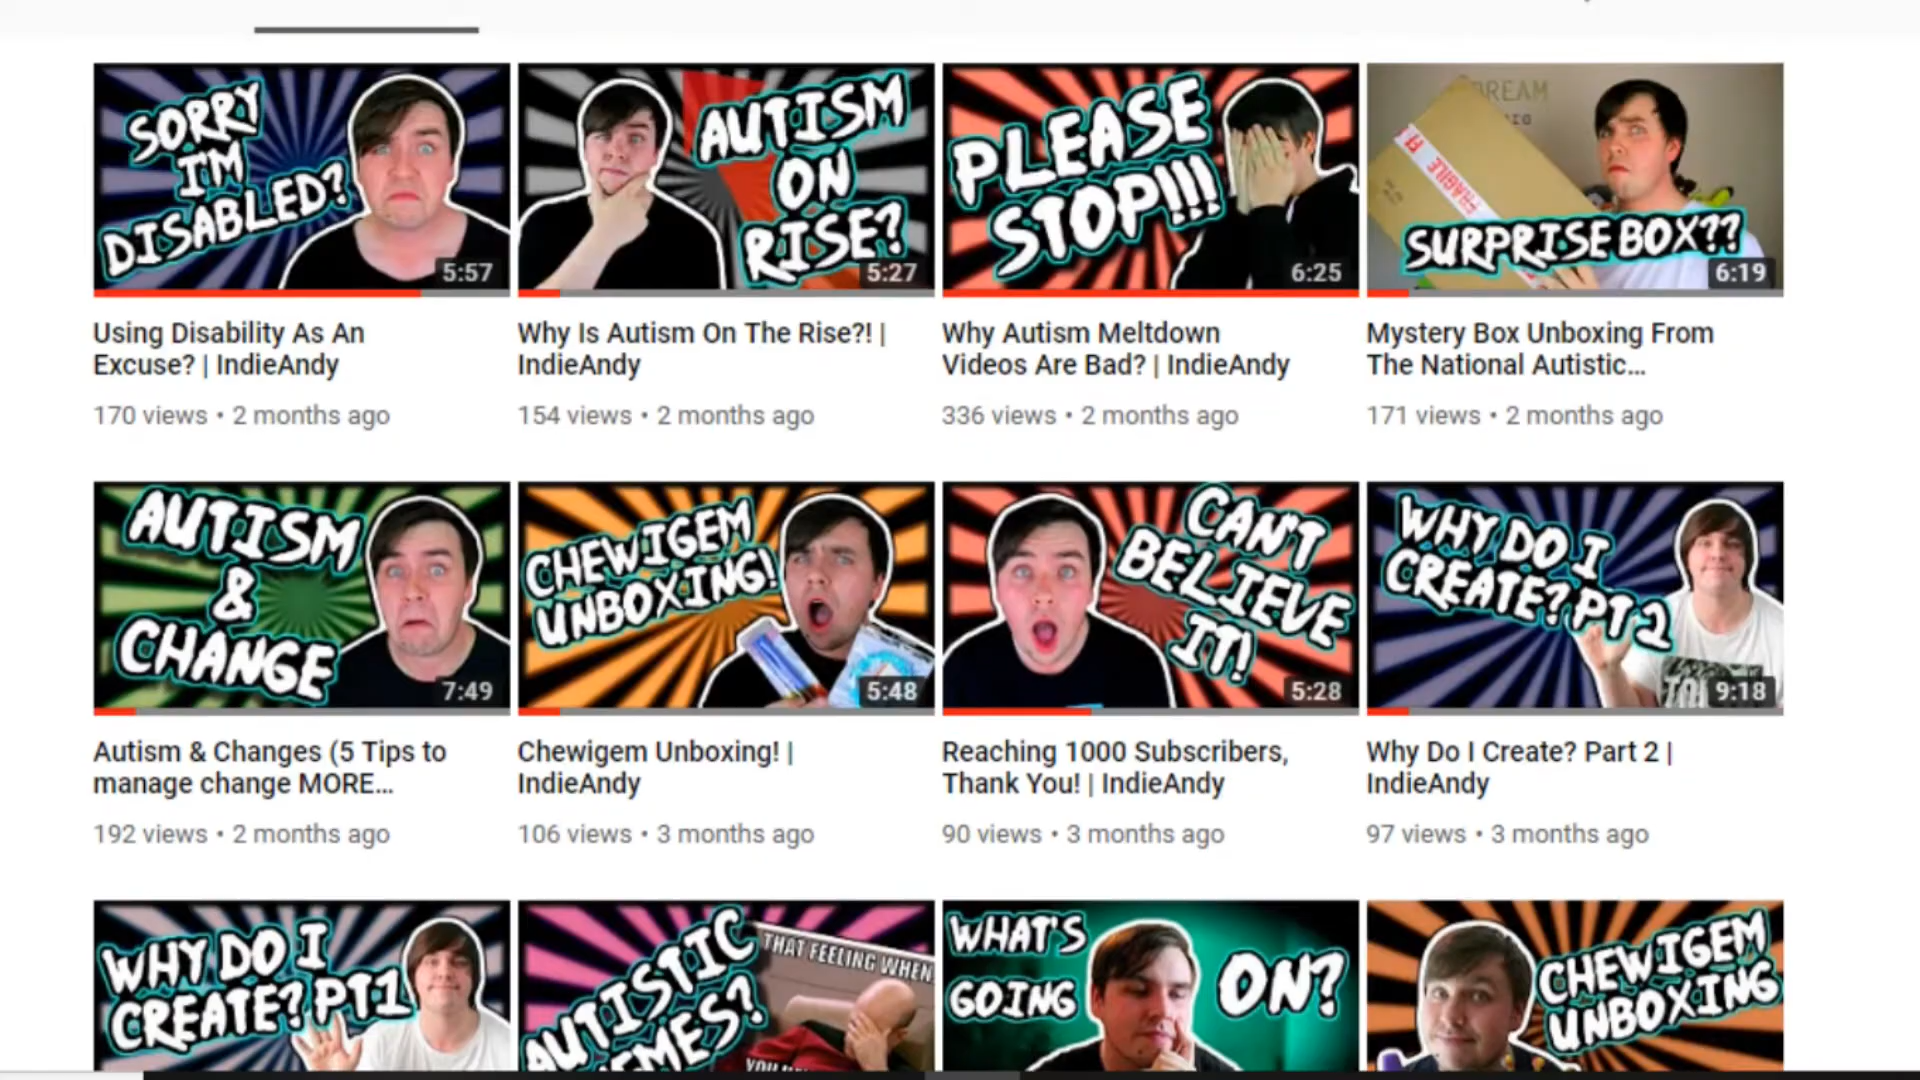 SORRY
I'M
DISABLED?
5:57
AUTISM
ON
RISE?
5:27
PLEASE
STOP!!!
6:25
DREAM
FRAGILE
SURPRISE BOX??
6:19
Using Disability As An
Excuse? | IndieAndy
170 views • 2 months ago
Why Is Autism On The Rise?! |
IndieAndy
154 views • 2 months ago
Why Autism Meltdown
Videos Are Bad? | IndieAndy
336 views • 2 months ago
Mystery Box Unboxing From
The National Autistic...
171 views • 2 months ago
AUTISM
&
CHANGE
7:49
CHEWIGEM
UNBOXING!
5:48
CAN'T
BELIEVE
IT!
5:28
WHY DO I
CREATE? PT 2
9:18
Autism & Changes (5 Tips to
manage change MORE...
192 views • 2 months ago
Chewigem Unboxing! |
IndieAndy
106 views • 3 months ago
Reaching 1000 Subscribers,
Thank You! | IndieAndy
90 views • 3 months ago
Why Do I Create? Part 2 |
IndieAndy
97 views • 3 months ago
WHY DO I
CREATE? PT1
AUTISTIC
EMES?
THAT FEELING WHEN
WHAT'S
GOING
ON?
CHEWIGEM
UNBOXING